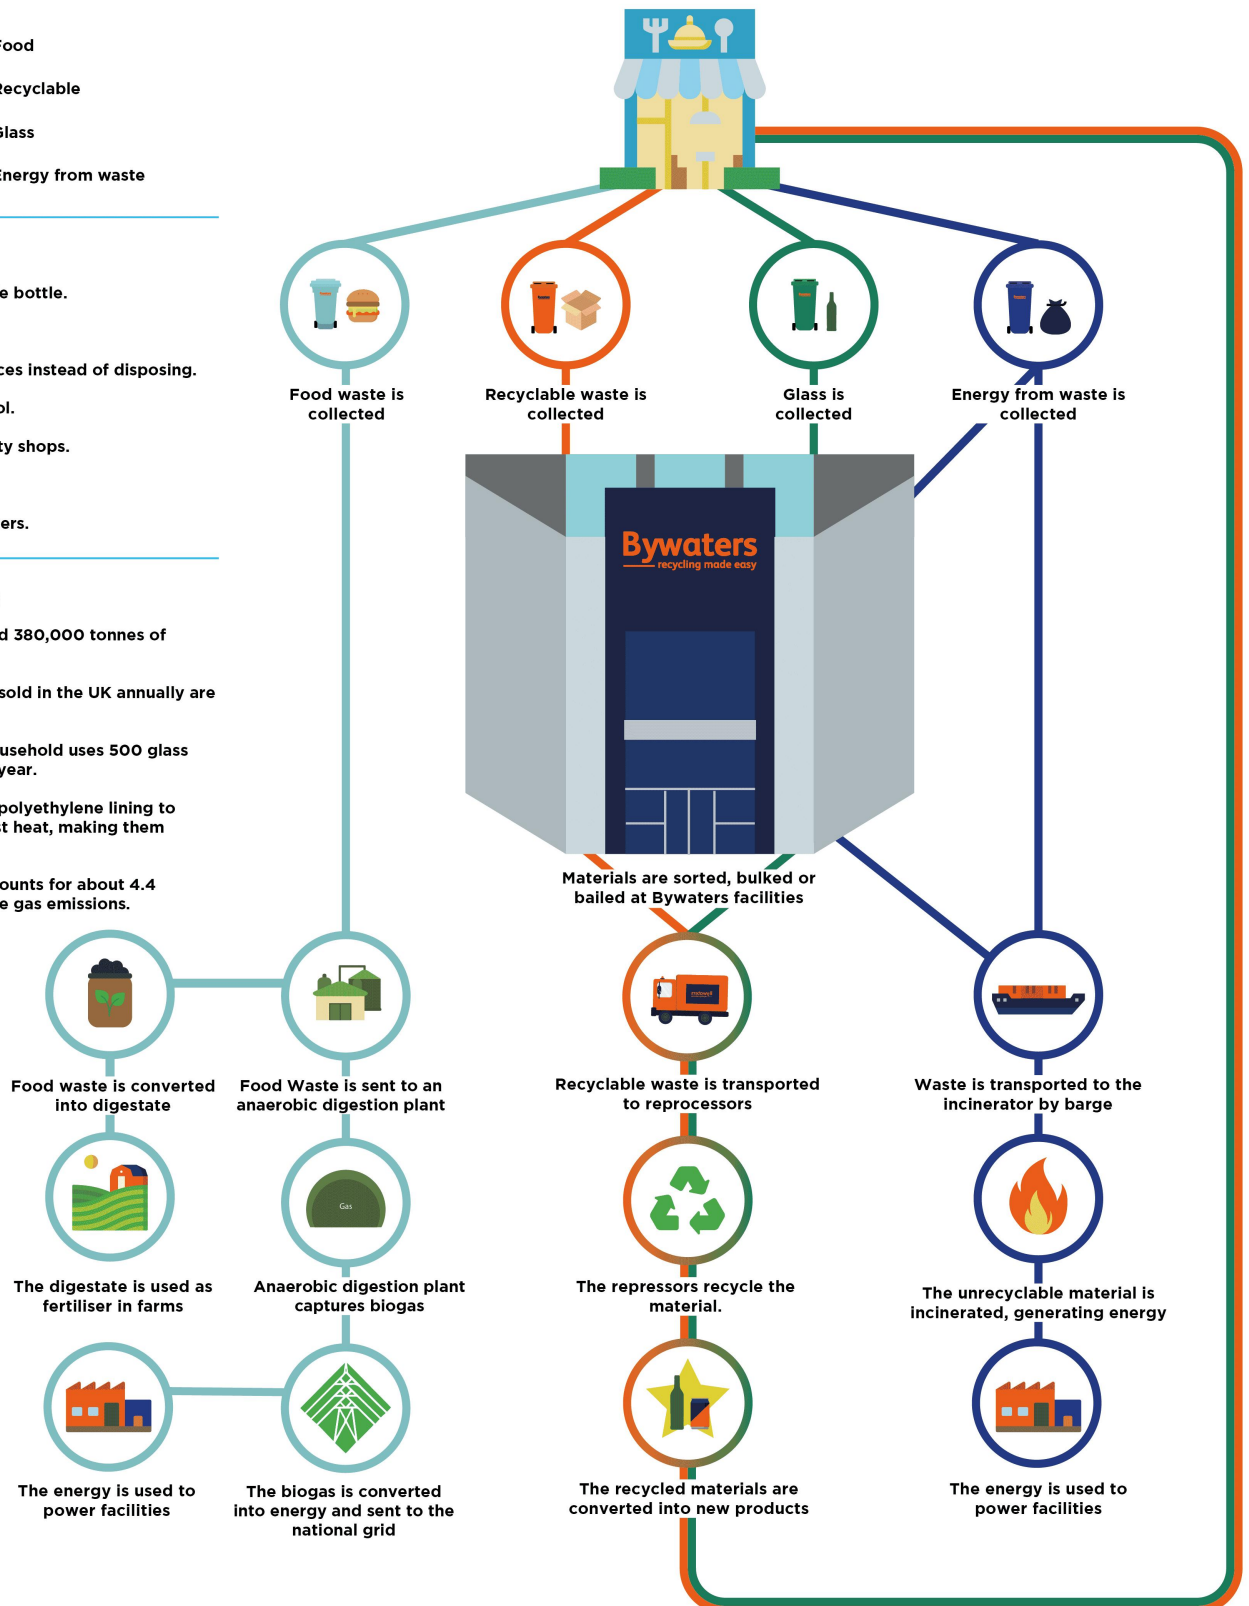 Food
Recyclable
Glass
Energy from waste
e bottle.
ces instead of disposing.
ol.
ty shops.
ers.
d 380,000 tonnes of
sold in the UK annually are
usehold uses 500 glass
year.
polyethylene lining to
st heat, making them
ounts for about 4.4
e gas emissions.
Food waste is
collected
Recyclable waste is
collected
Glass is
collected
Energy from waste is
collected
Bywaters
recycling made easy
Materials are sorted, bulked or
bailed at Bywaters facilities
Food waste is converted
into digestate
Food Waste is sent to an
anaerobic digestion plant
Recyclable waste is transported
to reprocessors
Waste is transported to the
incinerator by barge
Gas
The digestate is used as
fertiliser in farms
Anaerobic digestion plant
captures biogas
The repressors recycle the
material.
The unrecyclable material is
incinerated, generating energy
The energy is used to
power facilities
The biogas is converted
into energy and sent to the
national grid
The recycled materials are
converted into new products
The energy is used to
power facilities